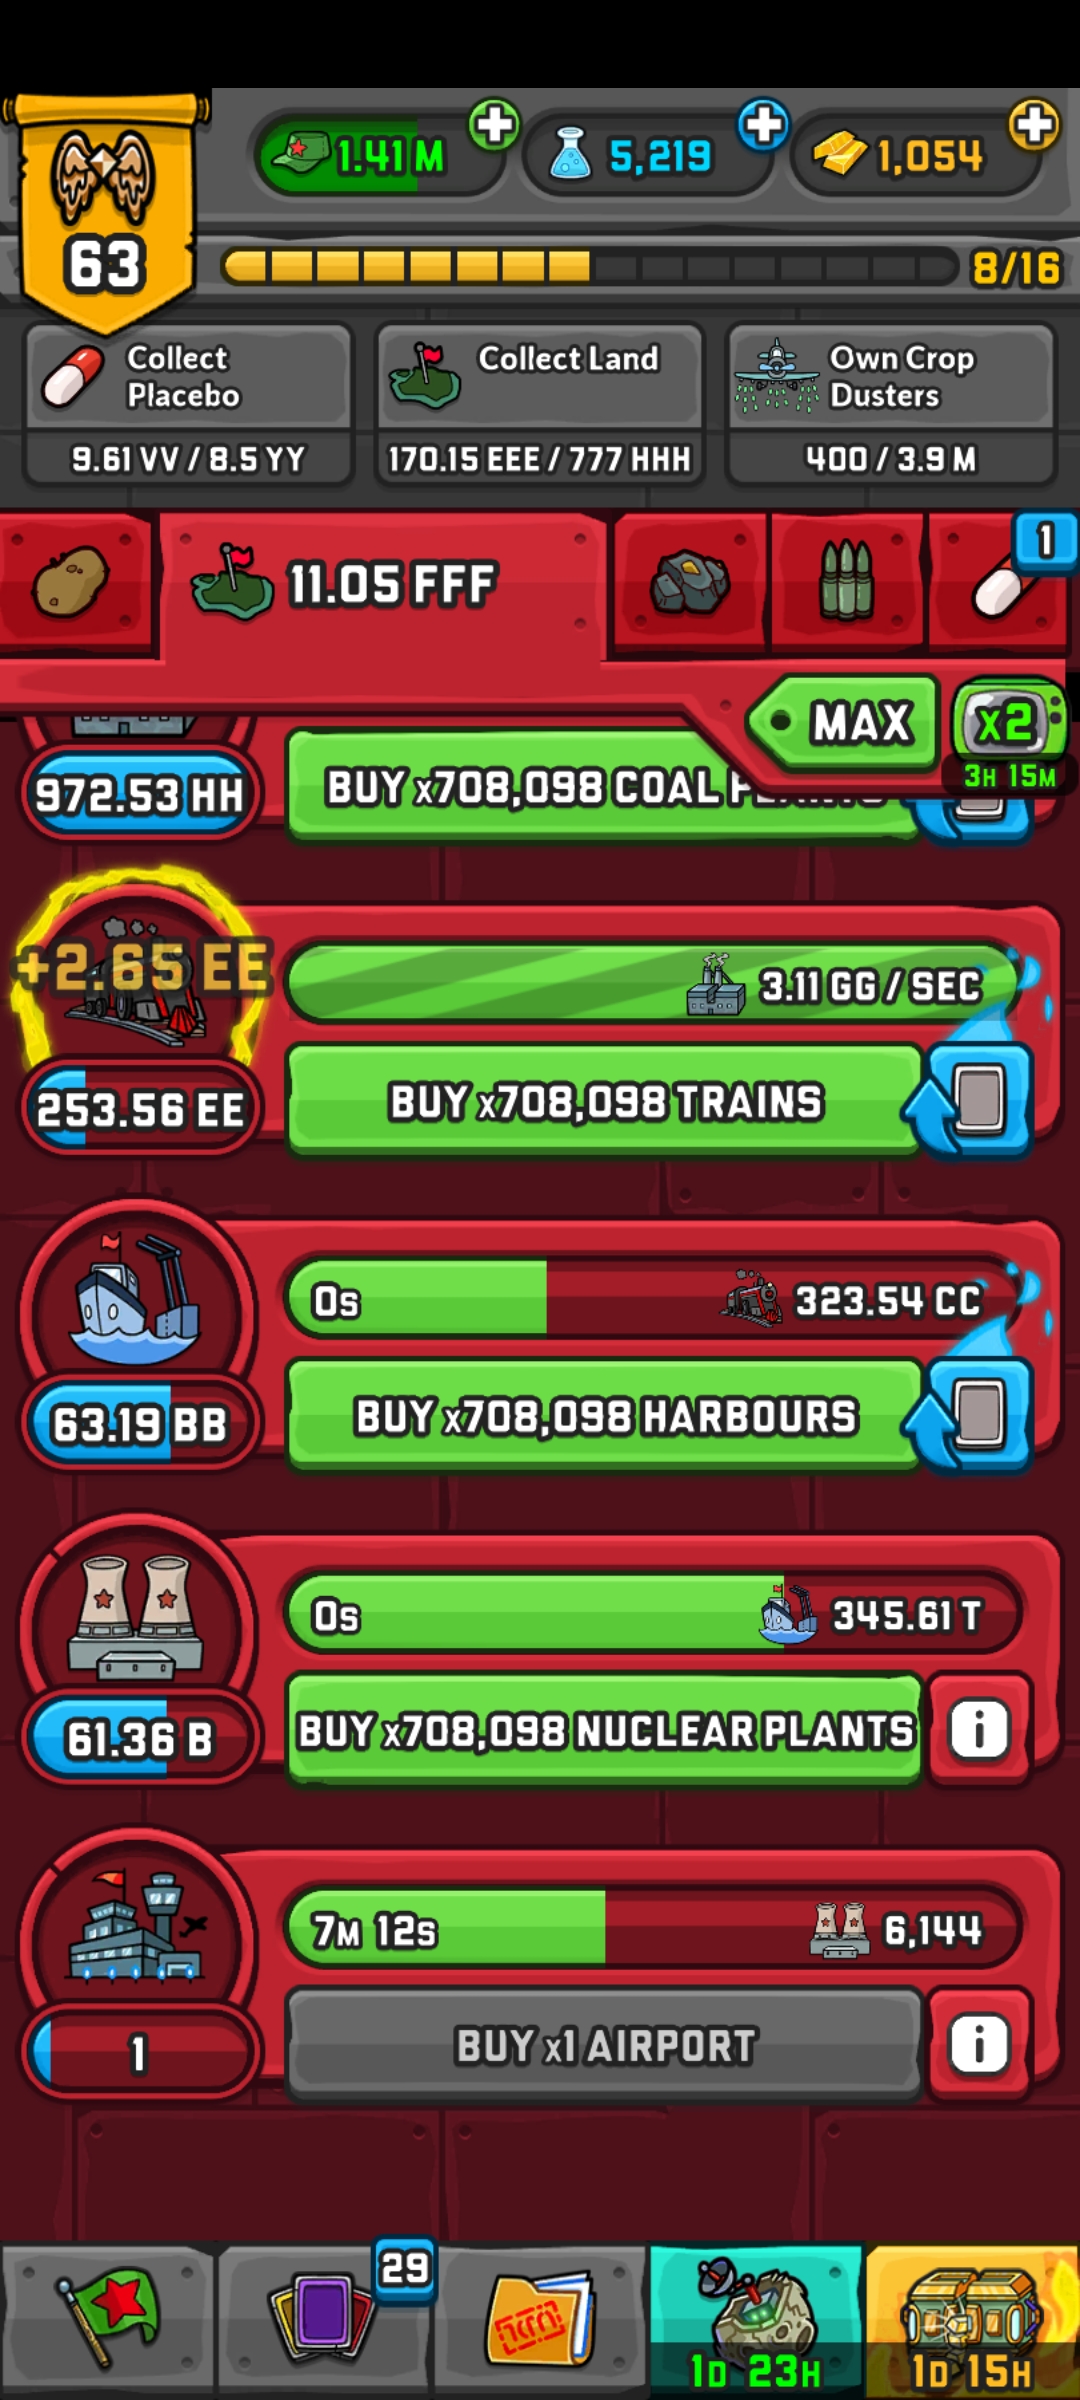 63
1.41 M
5,219
1,054
8/16
Collect Placebo
9.61 VV / 8.5 YY
Collect Land
170.15 EEE / 777 HHH
Own Crop Dusters
400 / 3.9 M
11.05 FFF
1
MAX
x2
3H 15M
972.53 HH
BUY x708,098 COAL PLANTS
+2.65 EE
3.11 GG / SEC
253.56 EE
BUY x708,098 TRAINS
0s
323.54 CC
63.19 BB
BUY x708,098 HARBOURS
0s
345.61 T
61.36 B
BUY x708,098 NUCLEAR PLANTS
i
7M 12s
6,144
1
BUY x1 AIRPORT
i
29
1D 23H
1D 15H